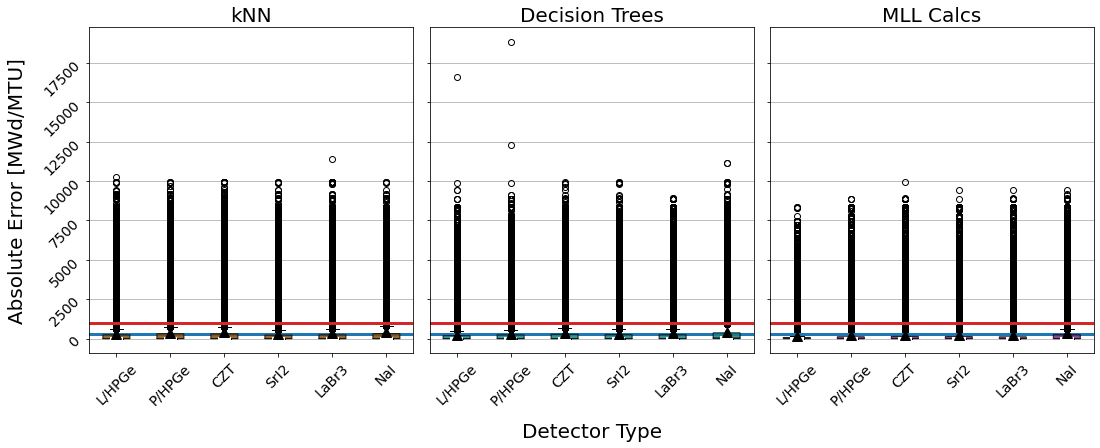 kNN
Decision Trees
MLL Calcs
Absolute Error [MWd/MTU]
17500
15000
12500
10000
7500
5000
2500
0
L/HPGe
P/HPGe
CZT
SrI2
LaBr3
NaI
L/HPGe
P/HPGe
CZT
SrI2
LaBr3
NaI
L/HPGe
P/HPGe
CZT
SrI2
LaBr3
NaI
Detector Type